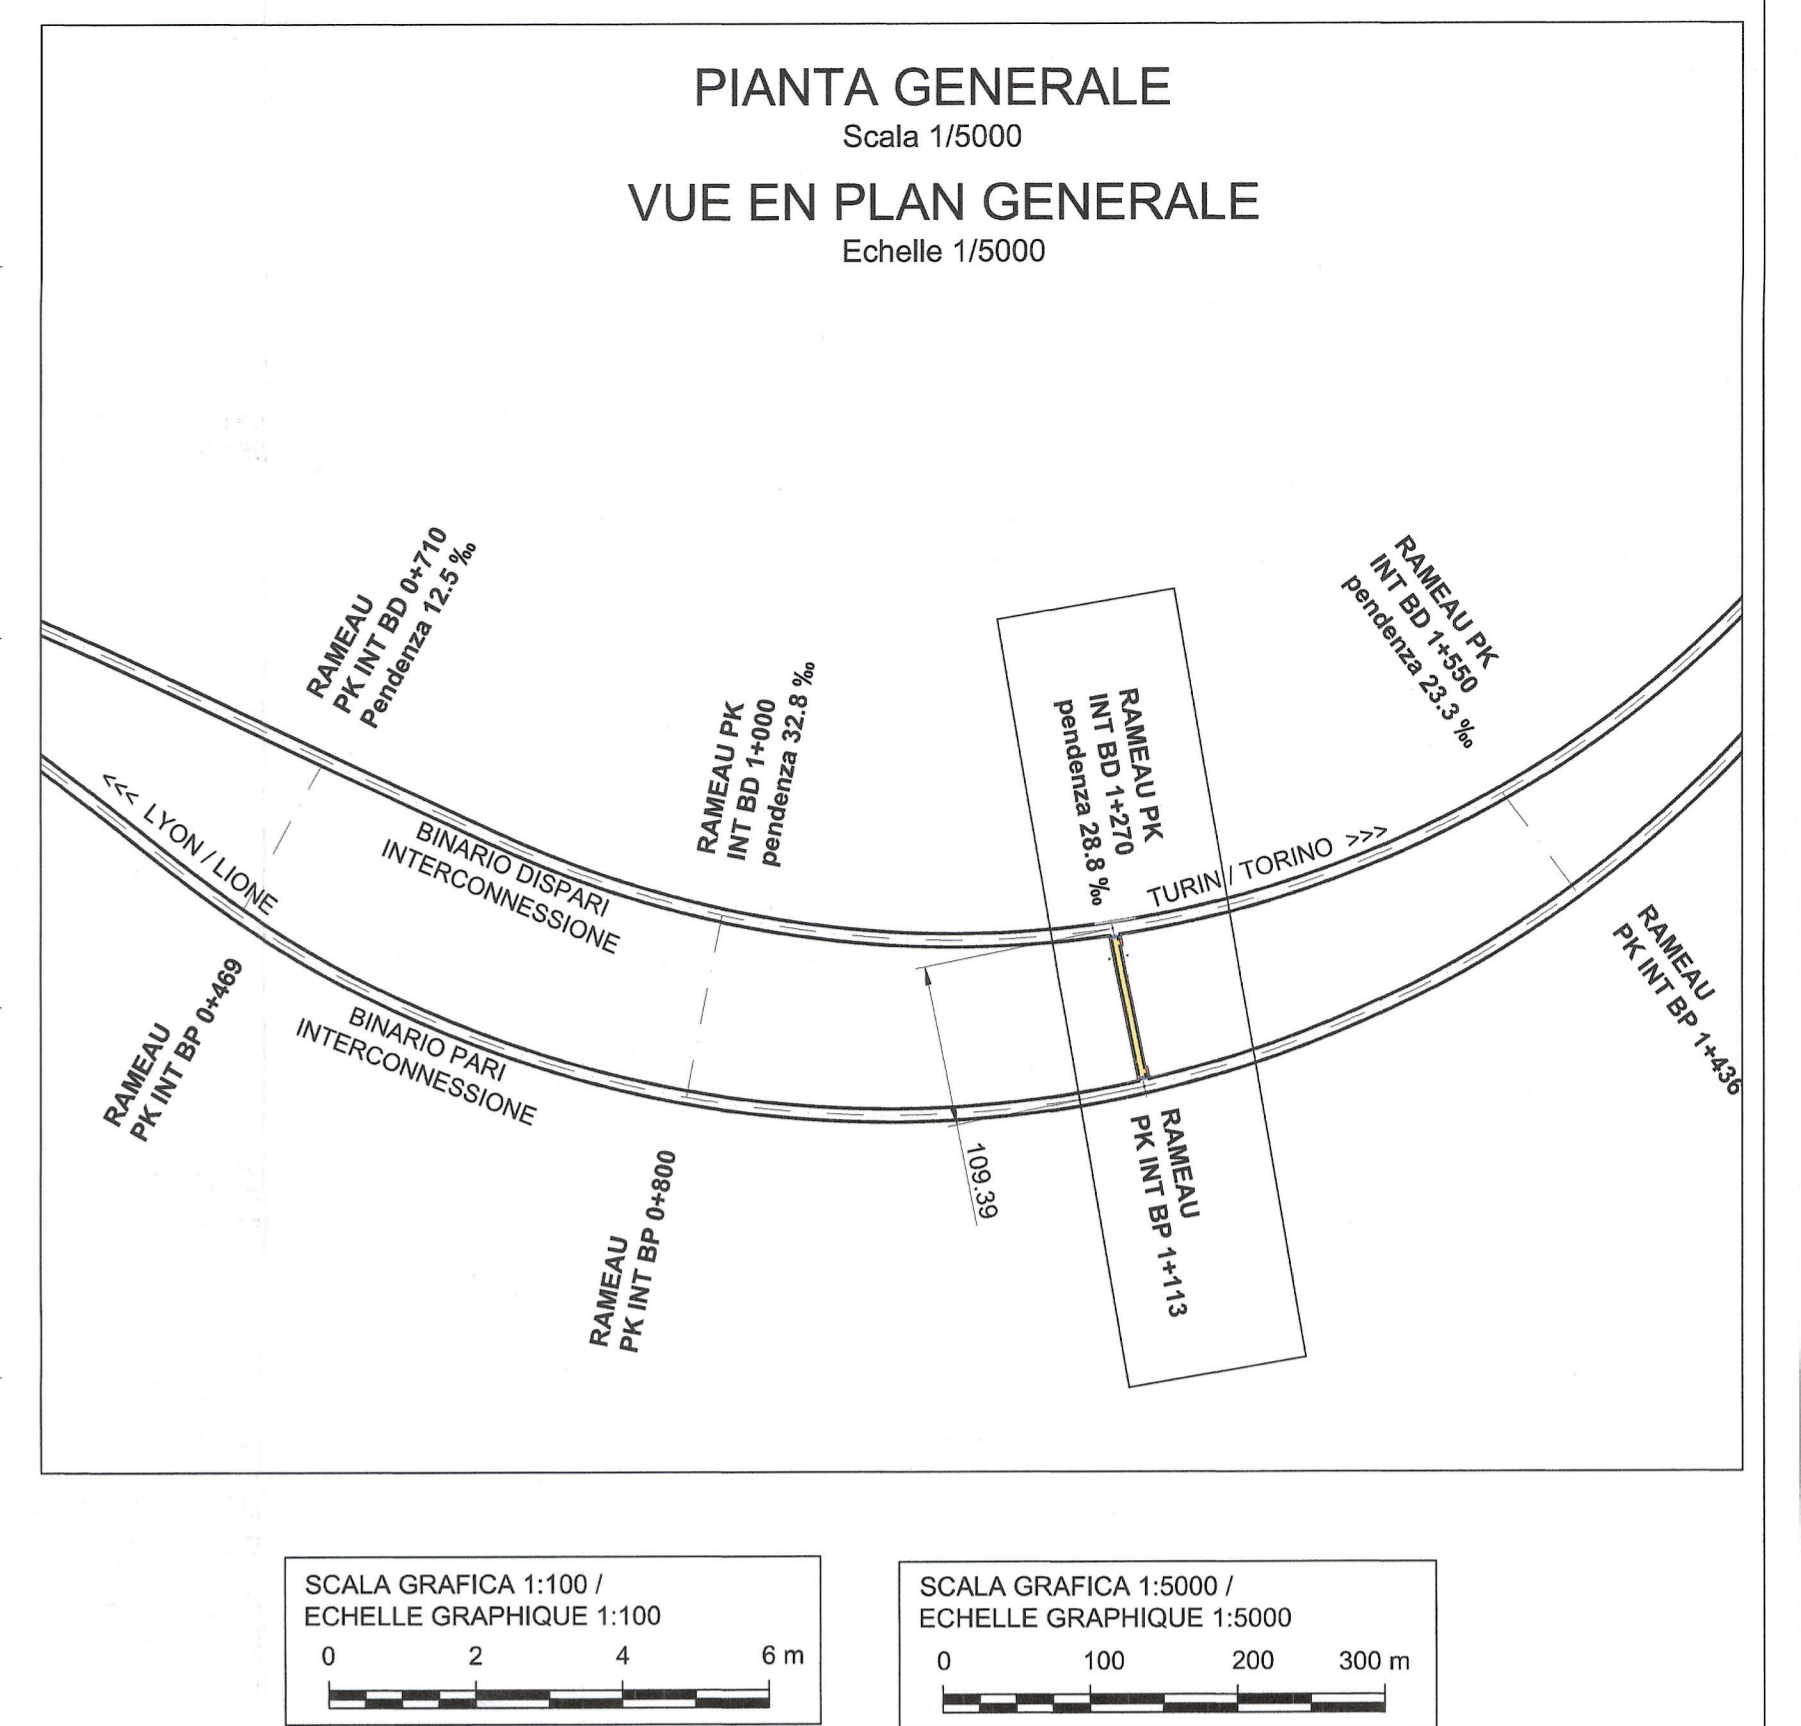 PIANTA GENERALE
Scala 1/5000
VUE EN PLAN GENERALE
Echelle 1/5000
RAMEAU
PK INT BD 0+710
Pendenza 12.5 ‰
RAMEAU PK
INT BD 1+000
pendenza 32.8 ‰
RAMEAU PK
INT BD 1+270
pendenza 28.8 ‰
RAMEAU PK
INT BD 1+550
pendenza 23.3 ‰
<<< LYON / LIONE
BINARIO DISPARI
INTERCONNESSIONE
TURIN / TORINO >>>
BINARIO PARI
INTERCONNESSIONE
RAMEAU
PK INT BP 0+469
RAMEAU
PK INT BP 0+800
109.39
RAMEAU
PK INT BP 1+113
RAMEAU
PK INT BP 1+436
SCALA GRAFICA 1:100 /
ECHELLE GRAPHIQUE 1:100
0 2 4 6 m
SCALA GRAFICA 1:5000 /
ECHELLE GRAPHIQUE 1:5000
0 100 200 300 m